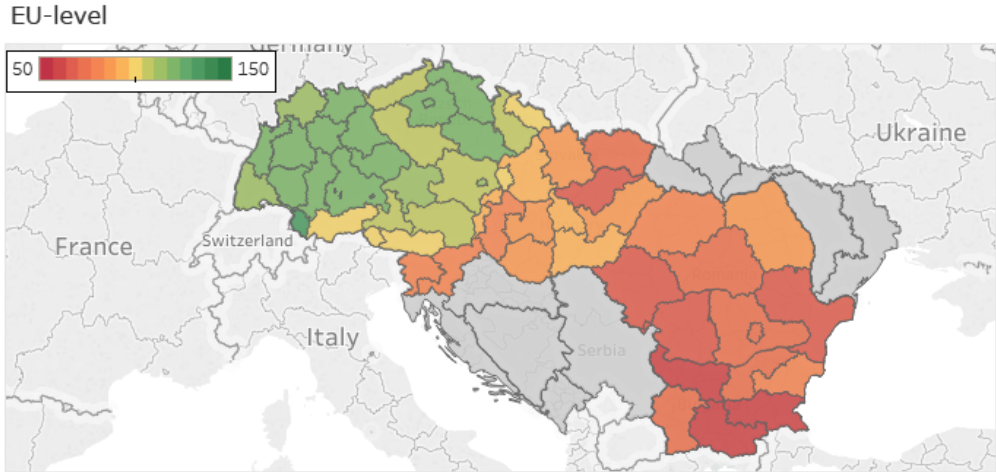 EU-level
Germany
50 150
Ukraine
France
Switzerland
Italy
Serbia